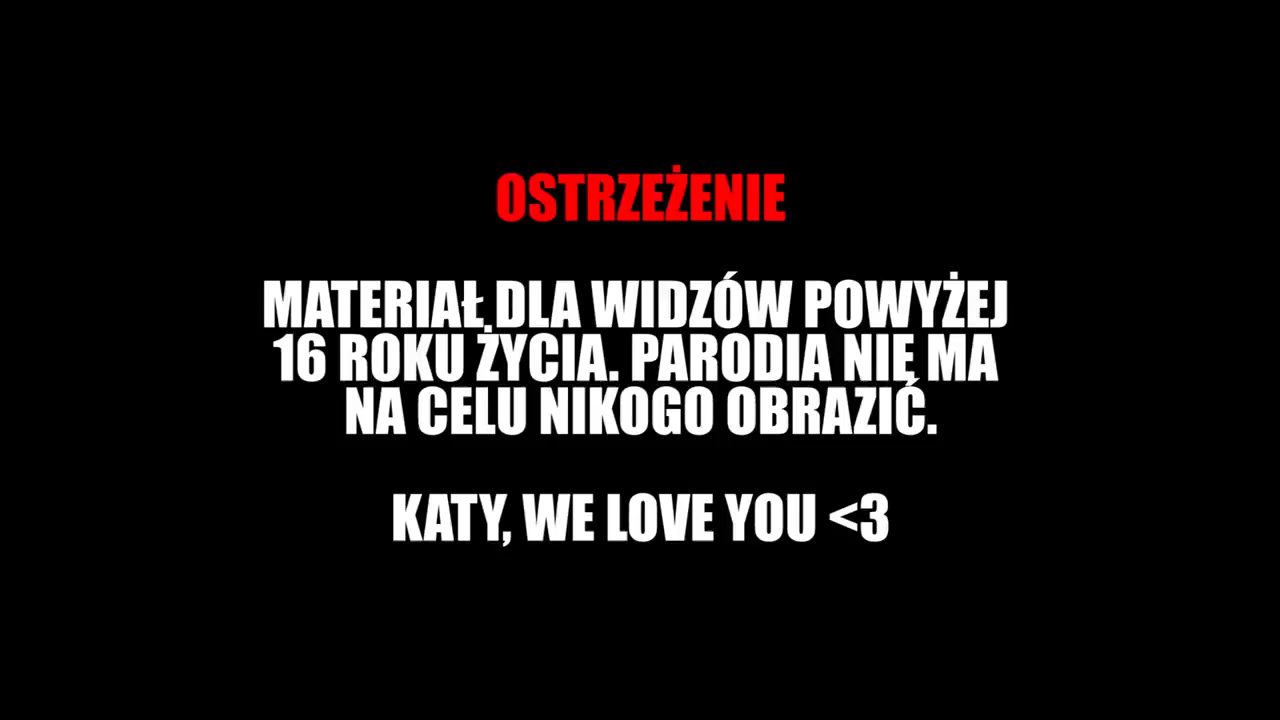 OSTRZEŻENIE
MATERIAŁ DLA WIDZÓW POWYŻEJ
16 ROKU ŻYCIA. PARODIA NIE MA
NA CELU NIKOGO OBRAZIĆ.
KATY, WE LOVE YOU <3